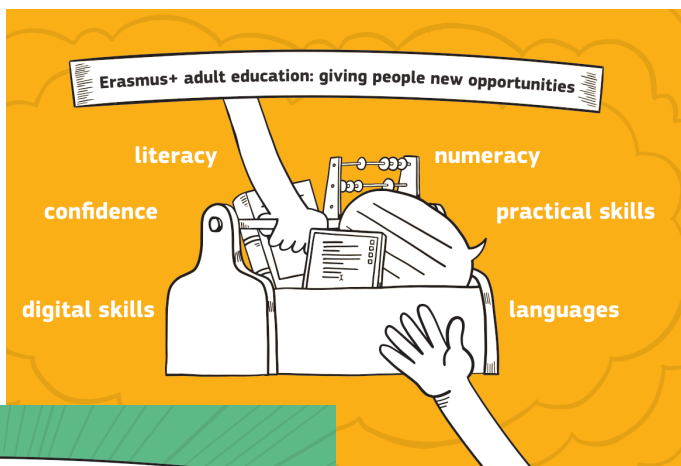 Erasmus+ adult education: giving people new opportunities
literacy
numeracy
confidence
practical skills
digital skills
languages